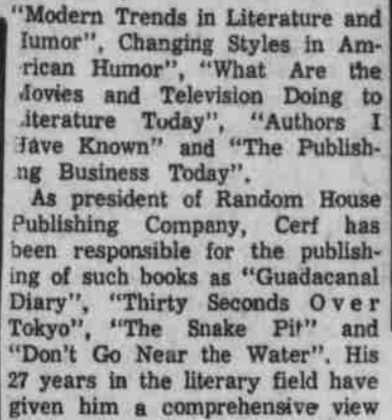 "Modern Trends in Literature and
Iumor", Changing Styles in Am-
rican Humor", "What Are the
Movies and Television Doing to
iterature Today", "Authors I
Have Known" and "The Publish-
ng Business Today".
As president of Random House
Publishing Company, Cerf has
been responsible for the publish-
ing of such books as "Guadacanal
Diary", "Thirty Seconds Over
Tokyo", "The Snake Pit" and
"Don't Go Near the Water". His
27 years in the literary field have
given him a comprehensive view